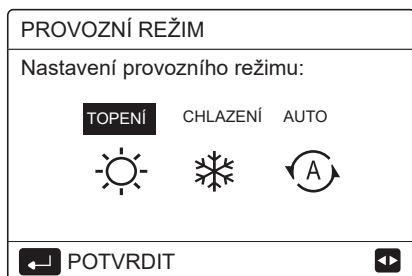 PROVOZNÍ REŽIM
Nastavení provozního režimu:
TOPENÍ CHLAZENÍ AUTO
A
POTVRDIT